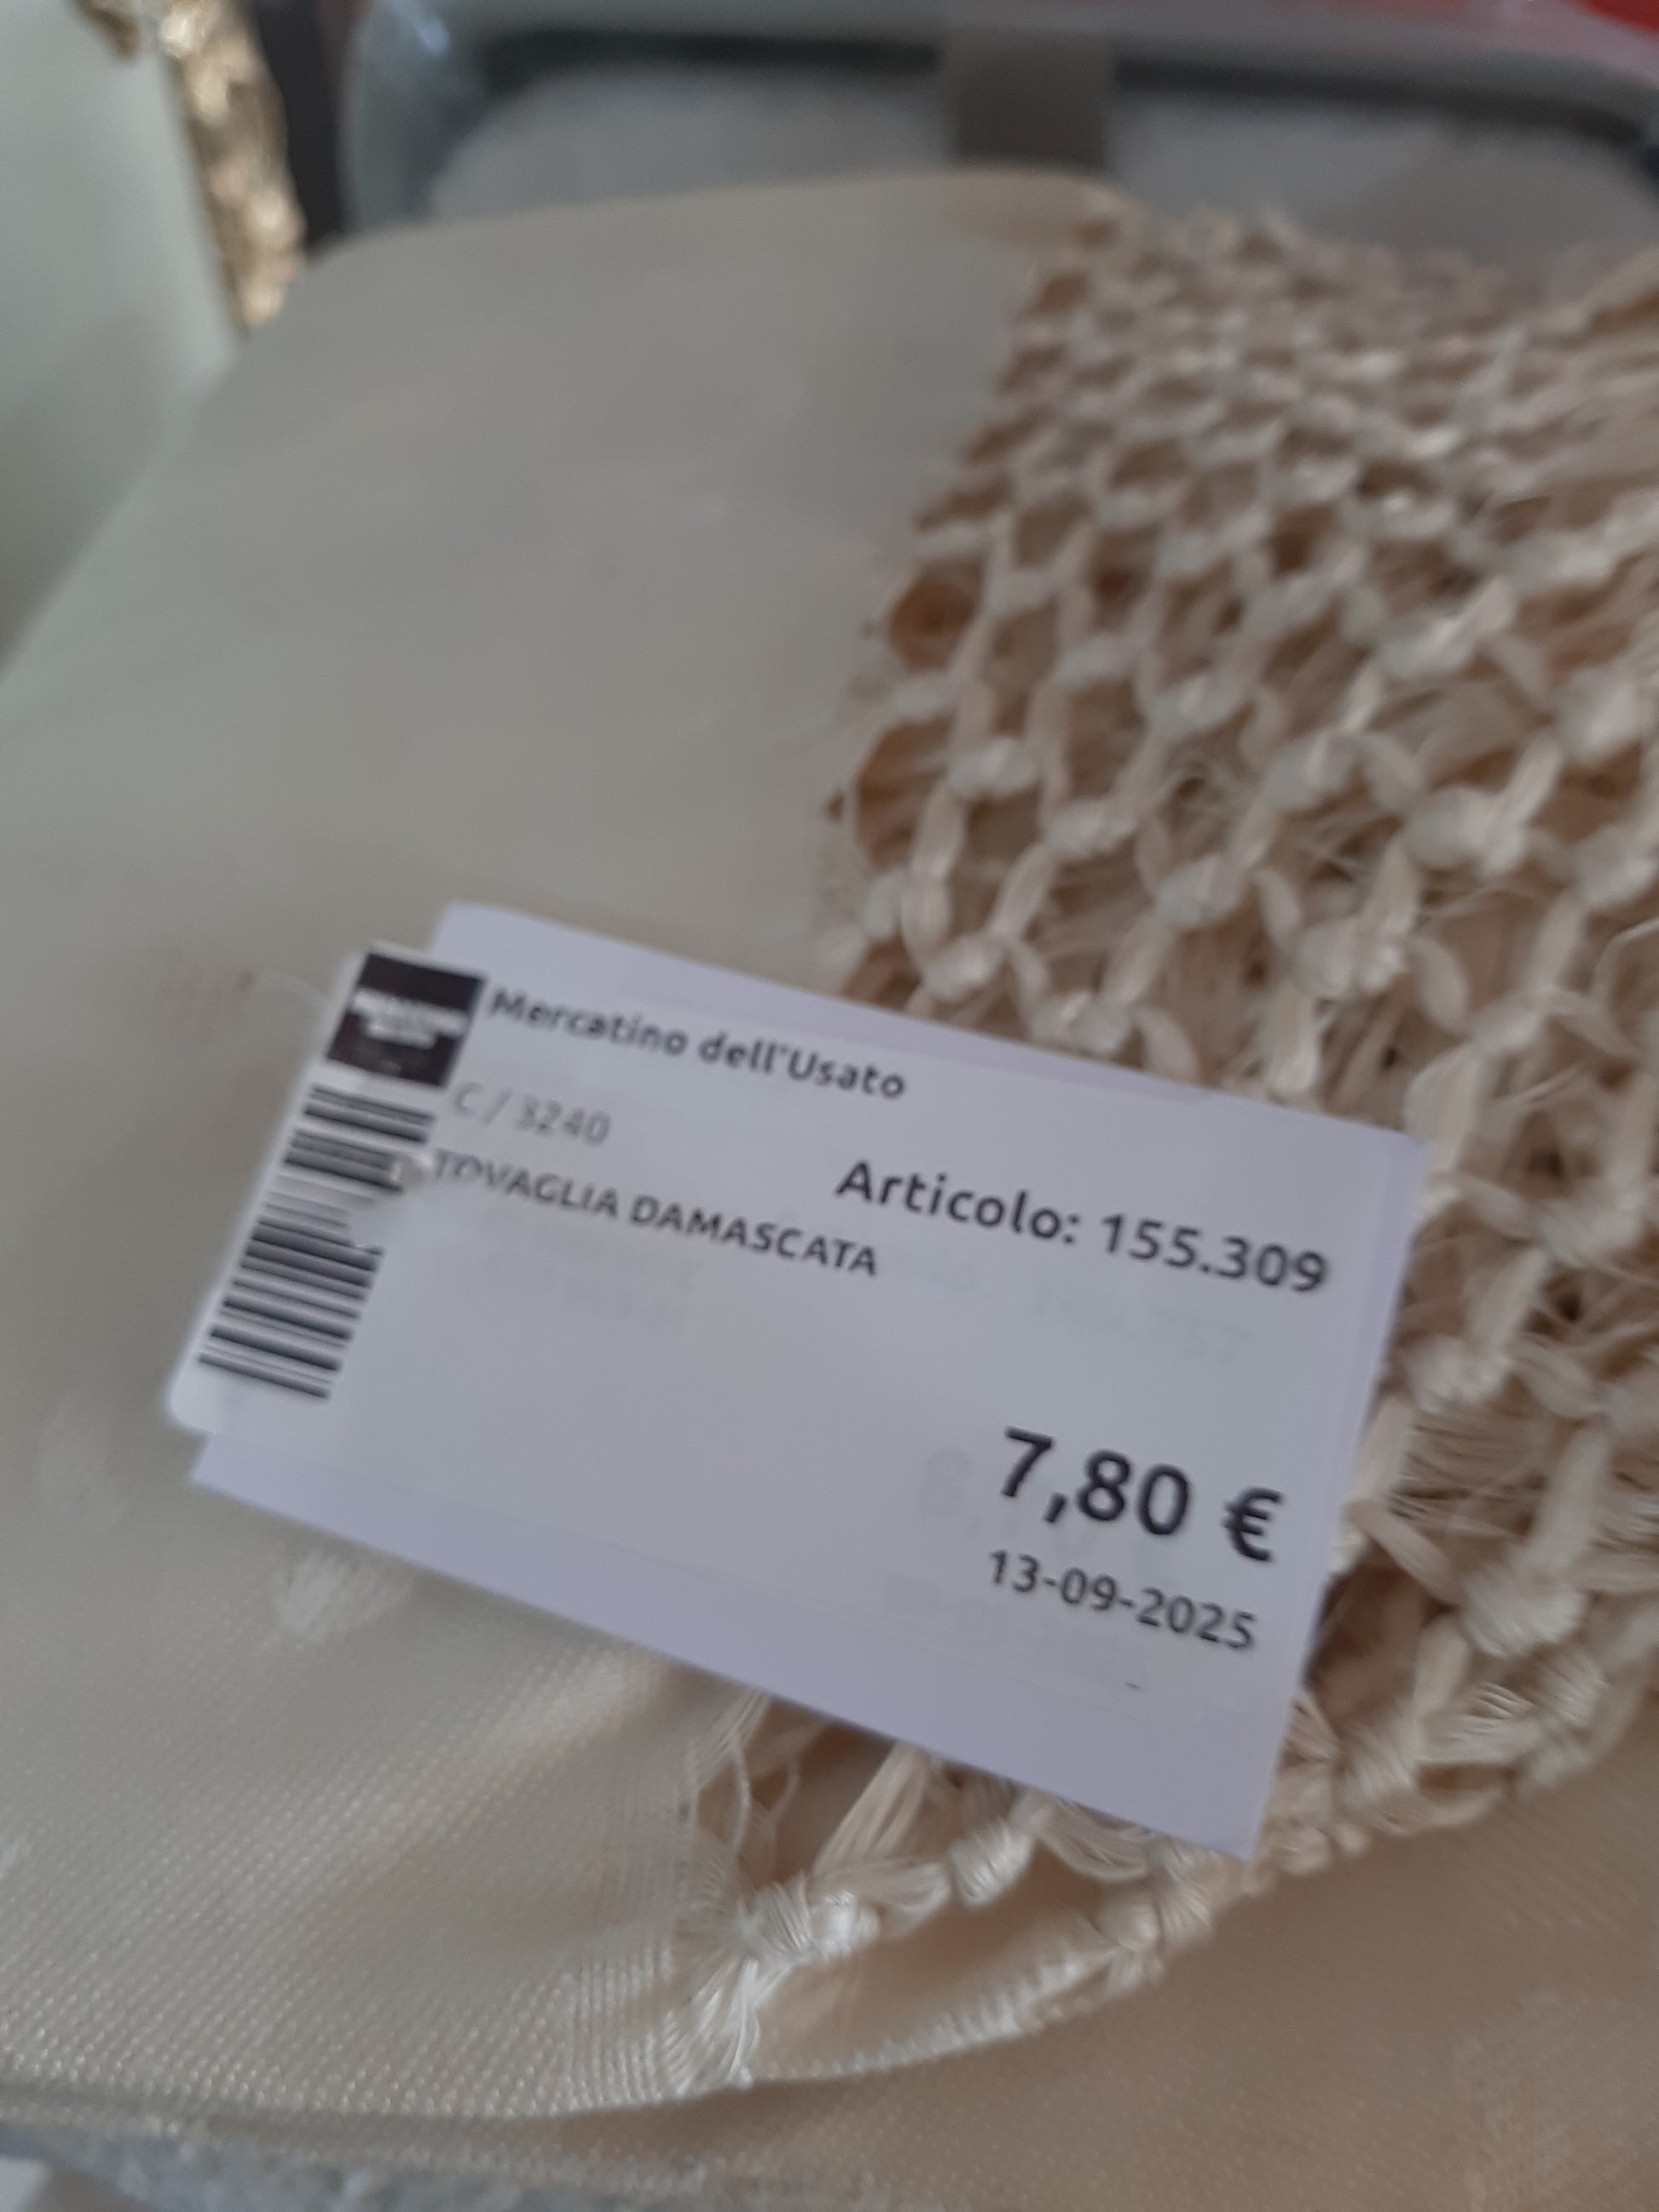 Mercatino dell'Usato
C / 3240
Articolo: 155.309
TOVAGLIA DAMASCATA
7,80 €
13-09-2025